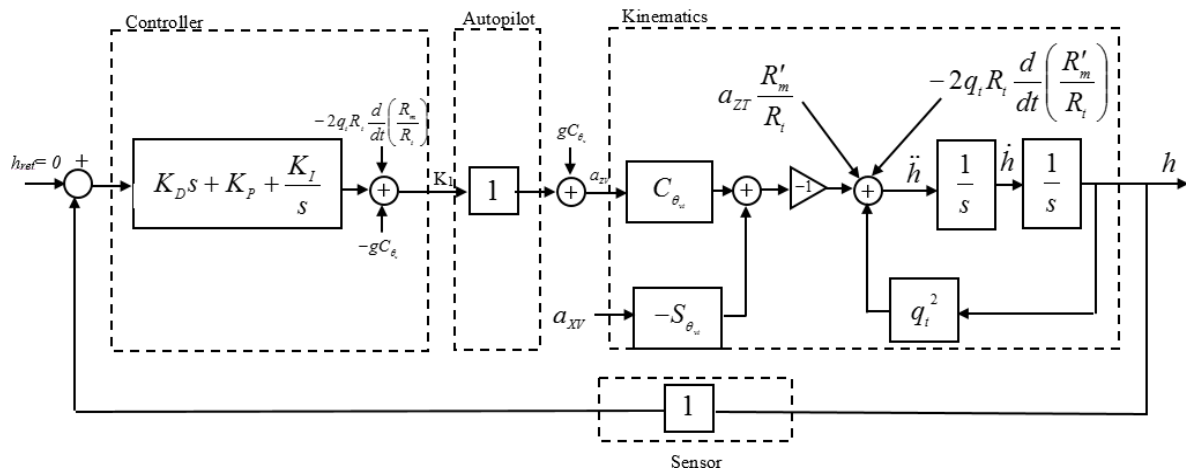 Controller
Autopilot
Kinematics
-2q_t R_t d/dt (R_m / R_t)
a_ZT R'_m / R_t
-2q_t R_t d/dt (R'_m / R_t)
h_ref = 0
+
K_D s + K_P + K_I / s
+
K_1
1
gC_θ
+
a_zv
C_θ
+
-1
+
ḧ
1/s
ḣ
1/s
h
-gC_θ
a_XV
-S_θ
q_t^2
+
1
Sensor